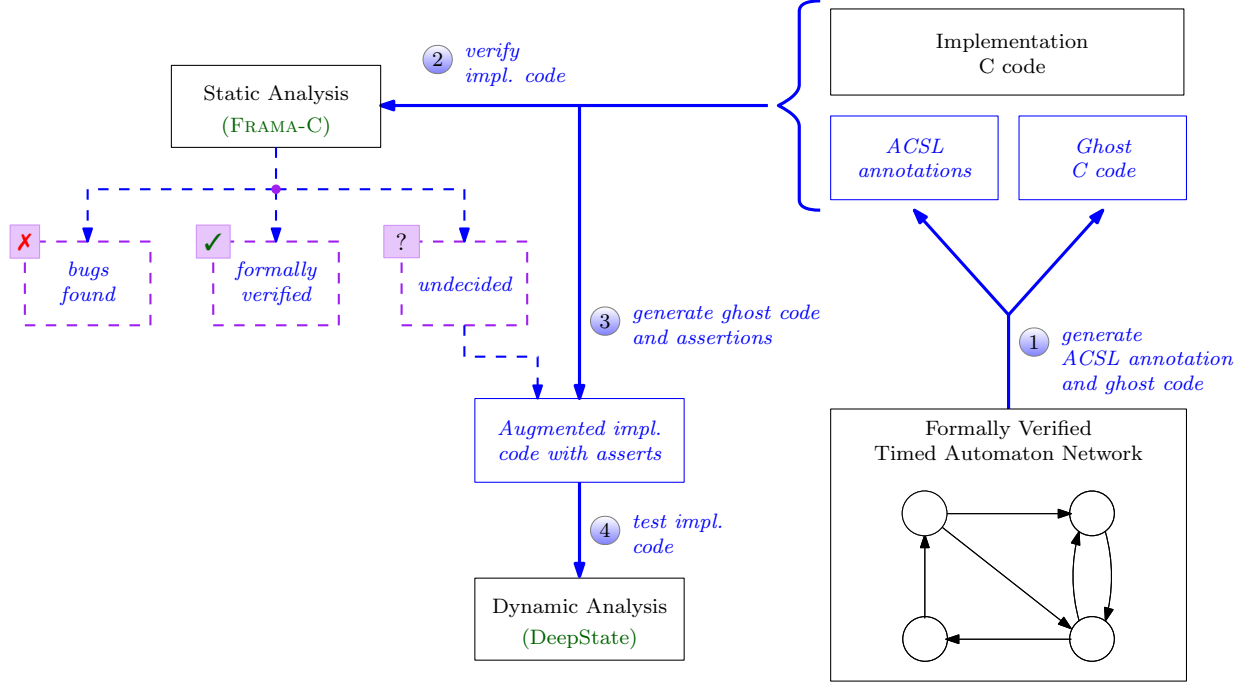 Implementation
C code
2
verify
impl. code
Static Analysis
(FRAMA-C)
ACSL
annotations
Ghost
C code
✗
bugs
found
✓
formally
verified
?
undecided
3
generate ghost code
and assertions
1
generate
ACSL annotation
and ghost code
Augmented impl.
code with asserts
Formally Verified
Timed Automaton Network
4
test impl.
code
Dynamic Analysis
(DeepState)